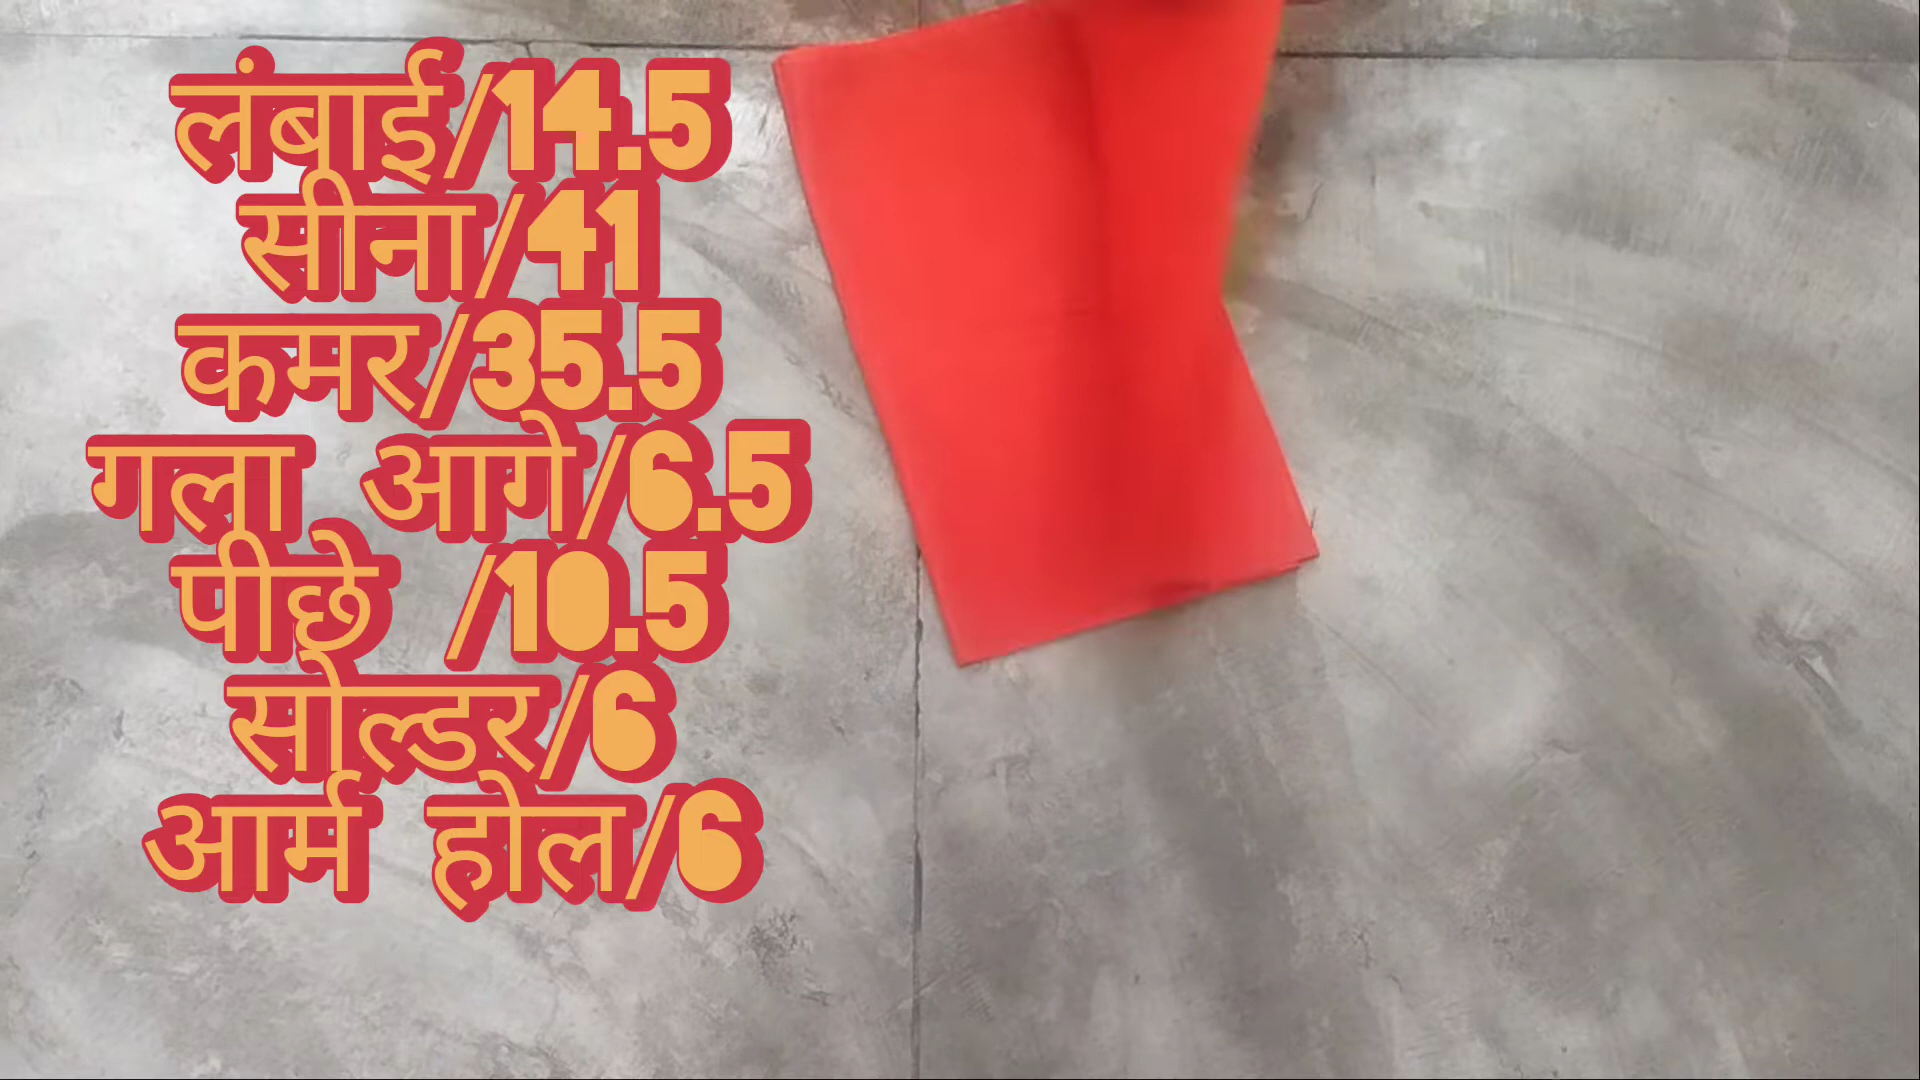 लंबाई/14.5
सीना/41
कमर/35.5
गला आगे/6.5
पीछे /10.5
सोल्डर/6
आर्म होल/6